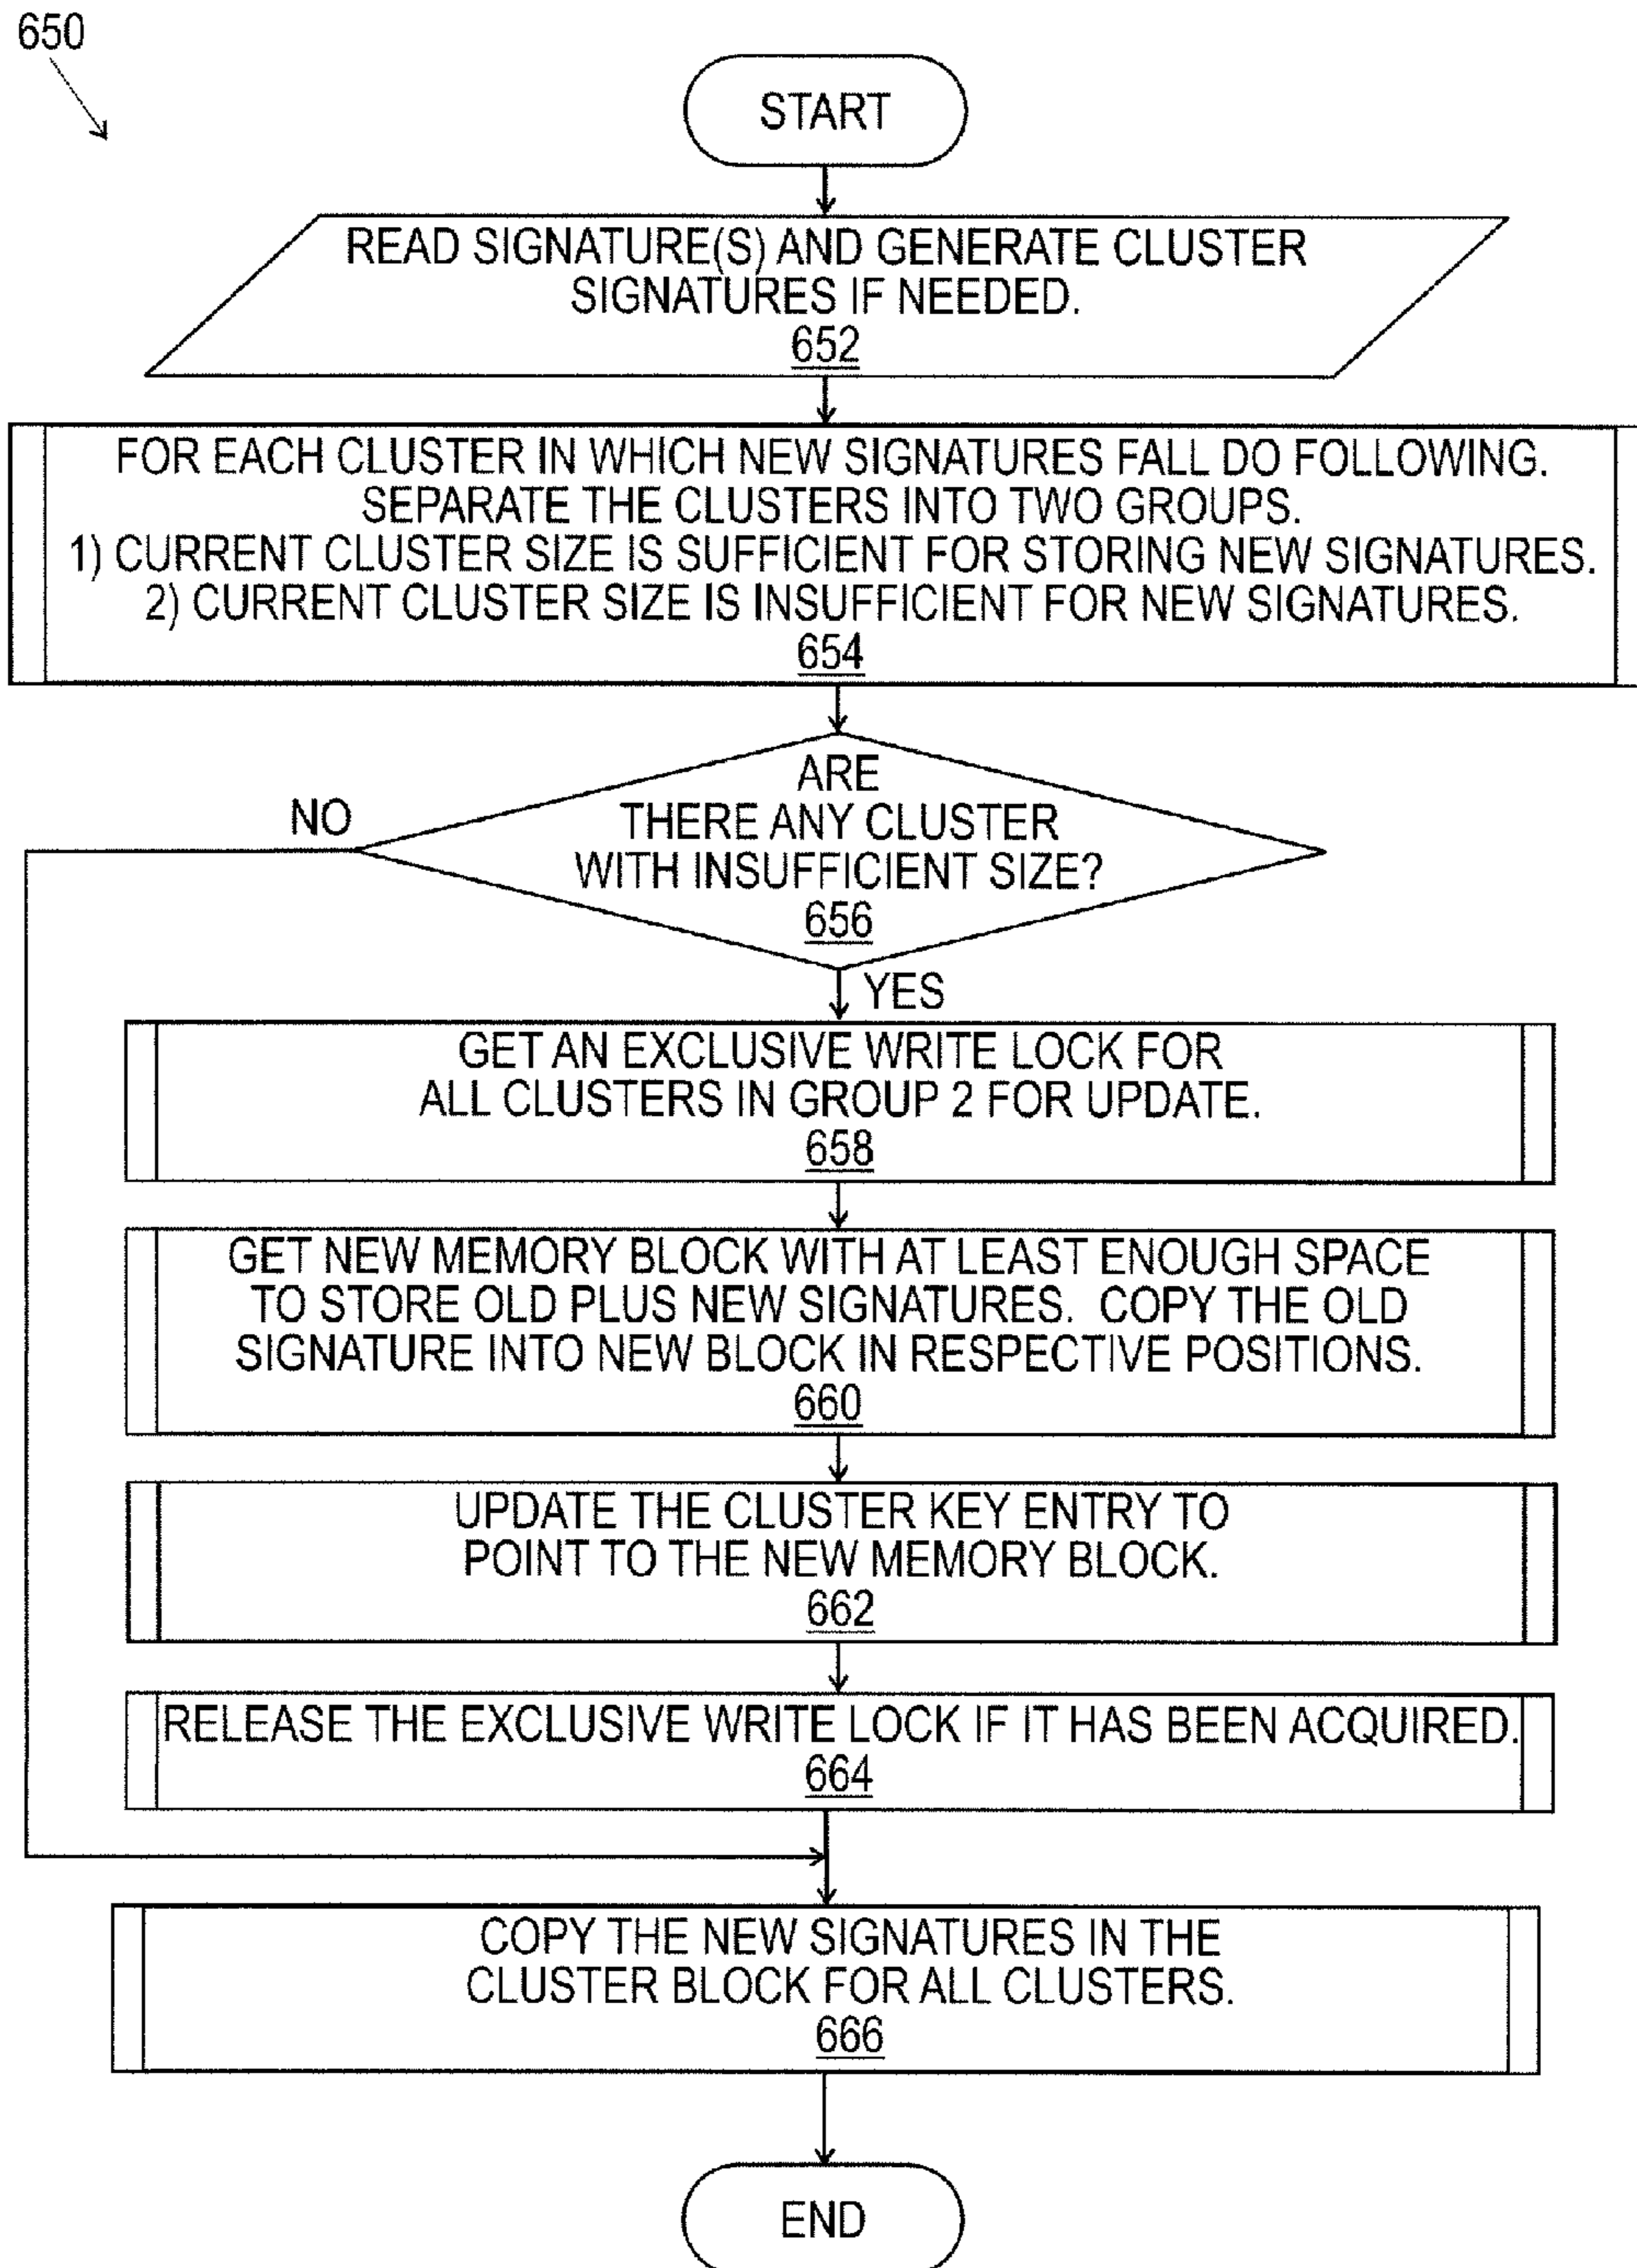 650
START
READ SIGNATURE(S) AND GENERATE CLUSTER
SIGNATURES IF NEEDED.
652
FOR EACH CLUSTER IN WHICH NEW SIGNATURES FALL DO FOLLOWING.
SEPARATE THE CLUSTERS INTO TWO GROUPS.
1) CURRENT CLUSTER SIZE IS SUFFICIENT FOR STORING NEW SIGNATURES.
2) CURRENT CLUSTER SIZE IS INSUFFICIENT FOR NEW SIGNATURES.
654
ARE
THERE ANY CLUSTER
WITH INSUFFICIENT SIZE?
656
NO
YES
GET AN EXCLUSIVE WRITE LOCK FOR
ALL CLUSTERS IN GROUP 2 FOR UPDATE.
658
GET NEW MEMORY BLOCK WITH AT LEAST ENOUGH SPACE
TO STORE OLD PLUS NEW SIGNATURES. COPY THE OLD
SIGNATURE INTO NEW BLOCK IN RESPECTIVE POSITIONS.
660
UPDATE THE CLUSTER KEY ENTRY TO
POINT TO THE NEW MEMORY BLOCK.
662
RELEASE THE EXCLUSIVE WRITE LOCK IF IT HAS BEEN ACQUIRED.
664
COPY THE NEW SIGNATURES IN THE
CLUSTER BLOCK FOR ALL CLUSTERS.
666
END